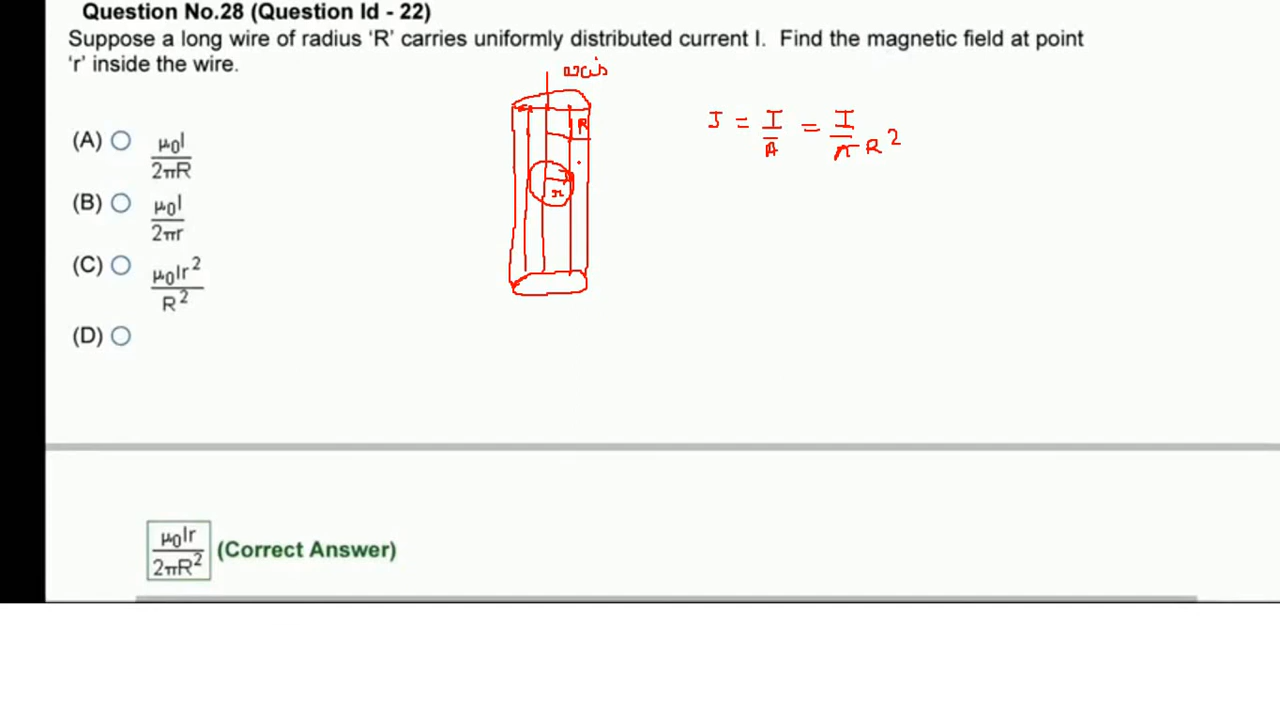 Question No.28 (Question Id - 22)
Suppose a long wire of radius ‘R’ carries uniformly distributed current I. Find the magnetic field at point
‘r’ inside the wire.
axis
R
J = I/A = I/πR²
(A) μ₀I/2πR
(B) μ₀I/2πr
r
(C) μ₀Ir²/R²
(D)
μ₀Ir/2πR² (Correct Answer)